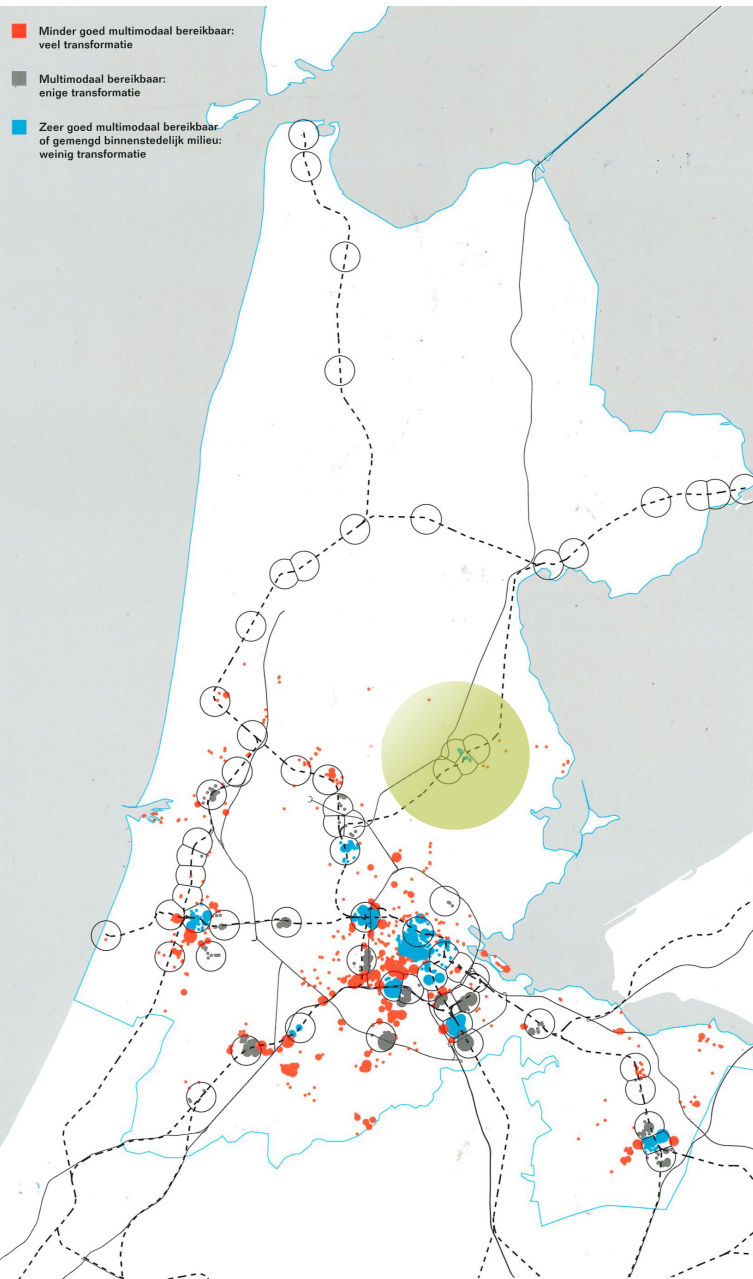 Minder goed multimodaal bereikbaar:
veel transformatie
Multimodaal bereikbaar:
enige transformatie
Zeer goed multimodaal bereikbaar
of gemengd binnenstedelijk milieu:
weinig transformatie